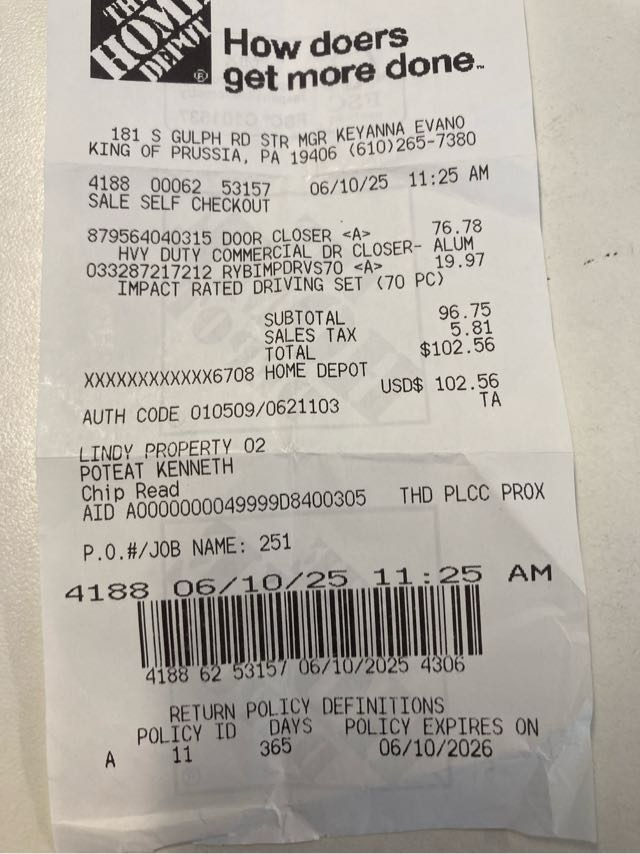 THE
HOME
DEPOT
®
How doers
get more done™
181 S GULPH RD STR MGR KEYANNA EVANO
KING OF PRUSSIA, PA 19406 (610)265-7380
4188 00062 53157 06/10/25 11:25 AM
SALE SELF CHECKOUT
879564040315 DOOR CLOSER <A> 76.78
HVY DUTY COMMERCIAL DR CLOSER- ALUM
033287217212 RYBIMPDRVS70 <A> 19.97
IMPACT RATED DRIVING SET (70 PC)
SUBTOTAL 96.75
SALES TAX 5.81
TOTAL $102.56
XXXXXXXXXXXX6708 HOME DEPOT
USD$ 102.56
AUTH CODE 010509/0621103 TA
LINDY PROPERTY 02
POTEAT KENNETH
Chip Read
AID A0000000049999D8400305 THD PLCC PROX
P.O.#/JOB NAME: 251
4188 06/10/25 11:25 AM
4188 62 53157 06/10/2025 4306
RETURN POLICY DEFINITIONS
POLICY ID DAYS POLICY EXPIRES ON
A 11 365 06/10/2026